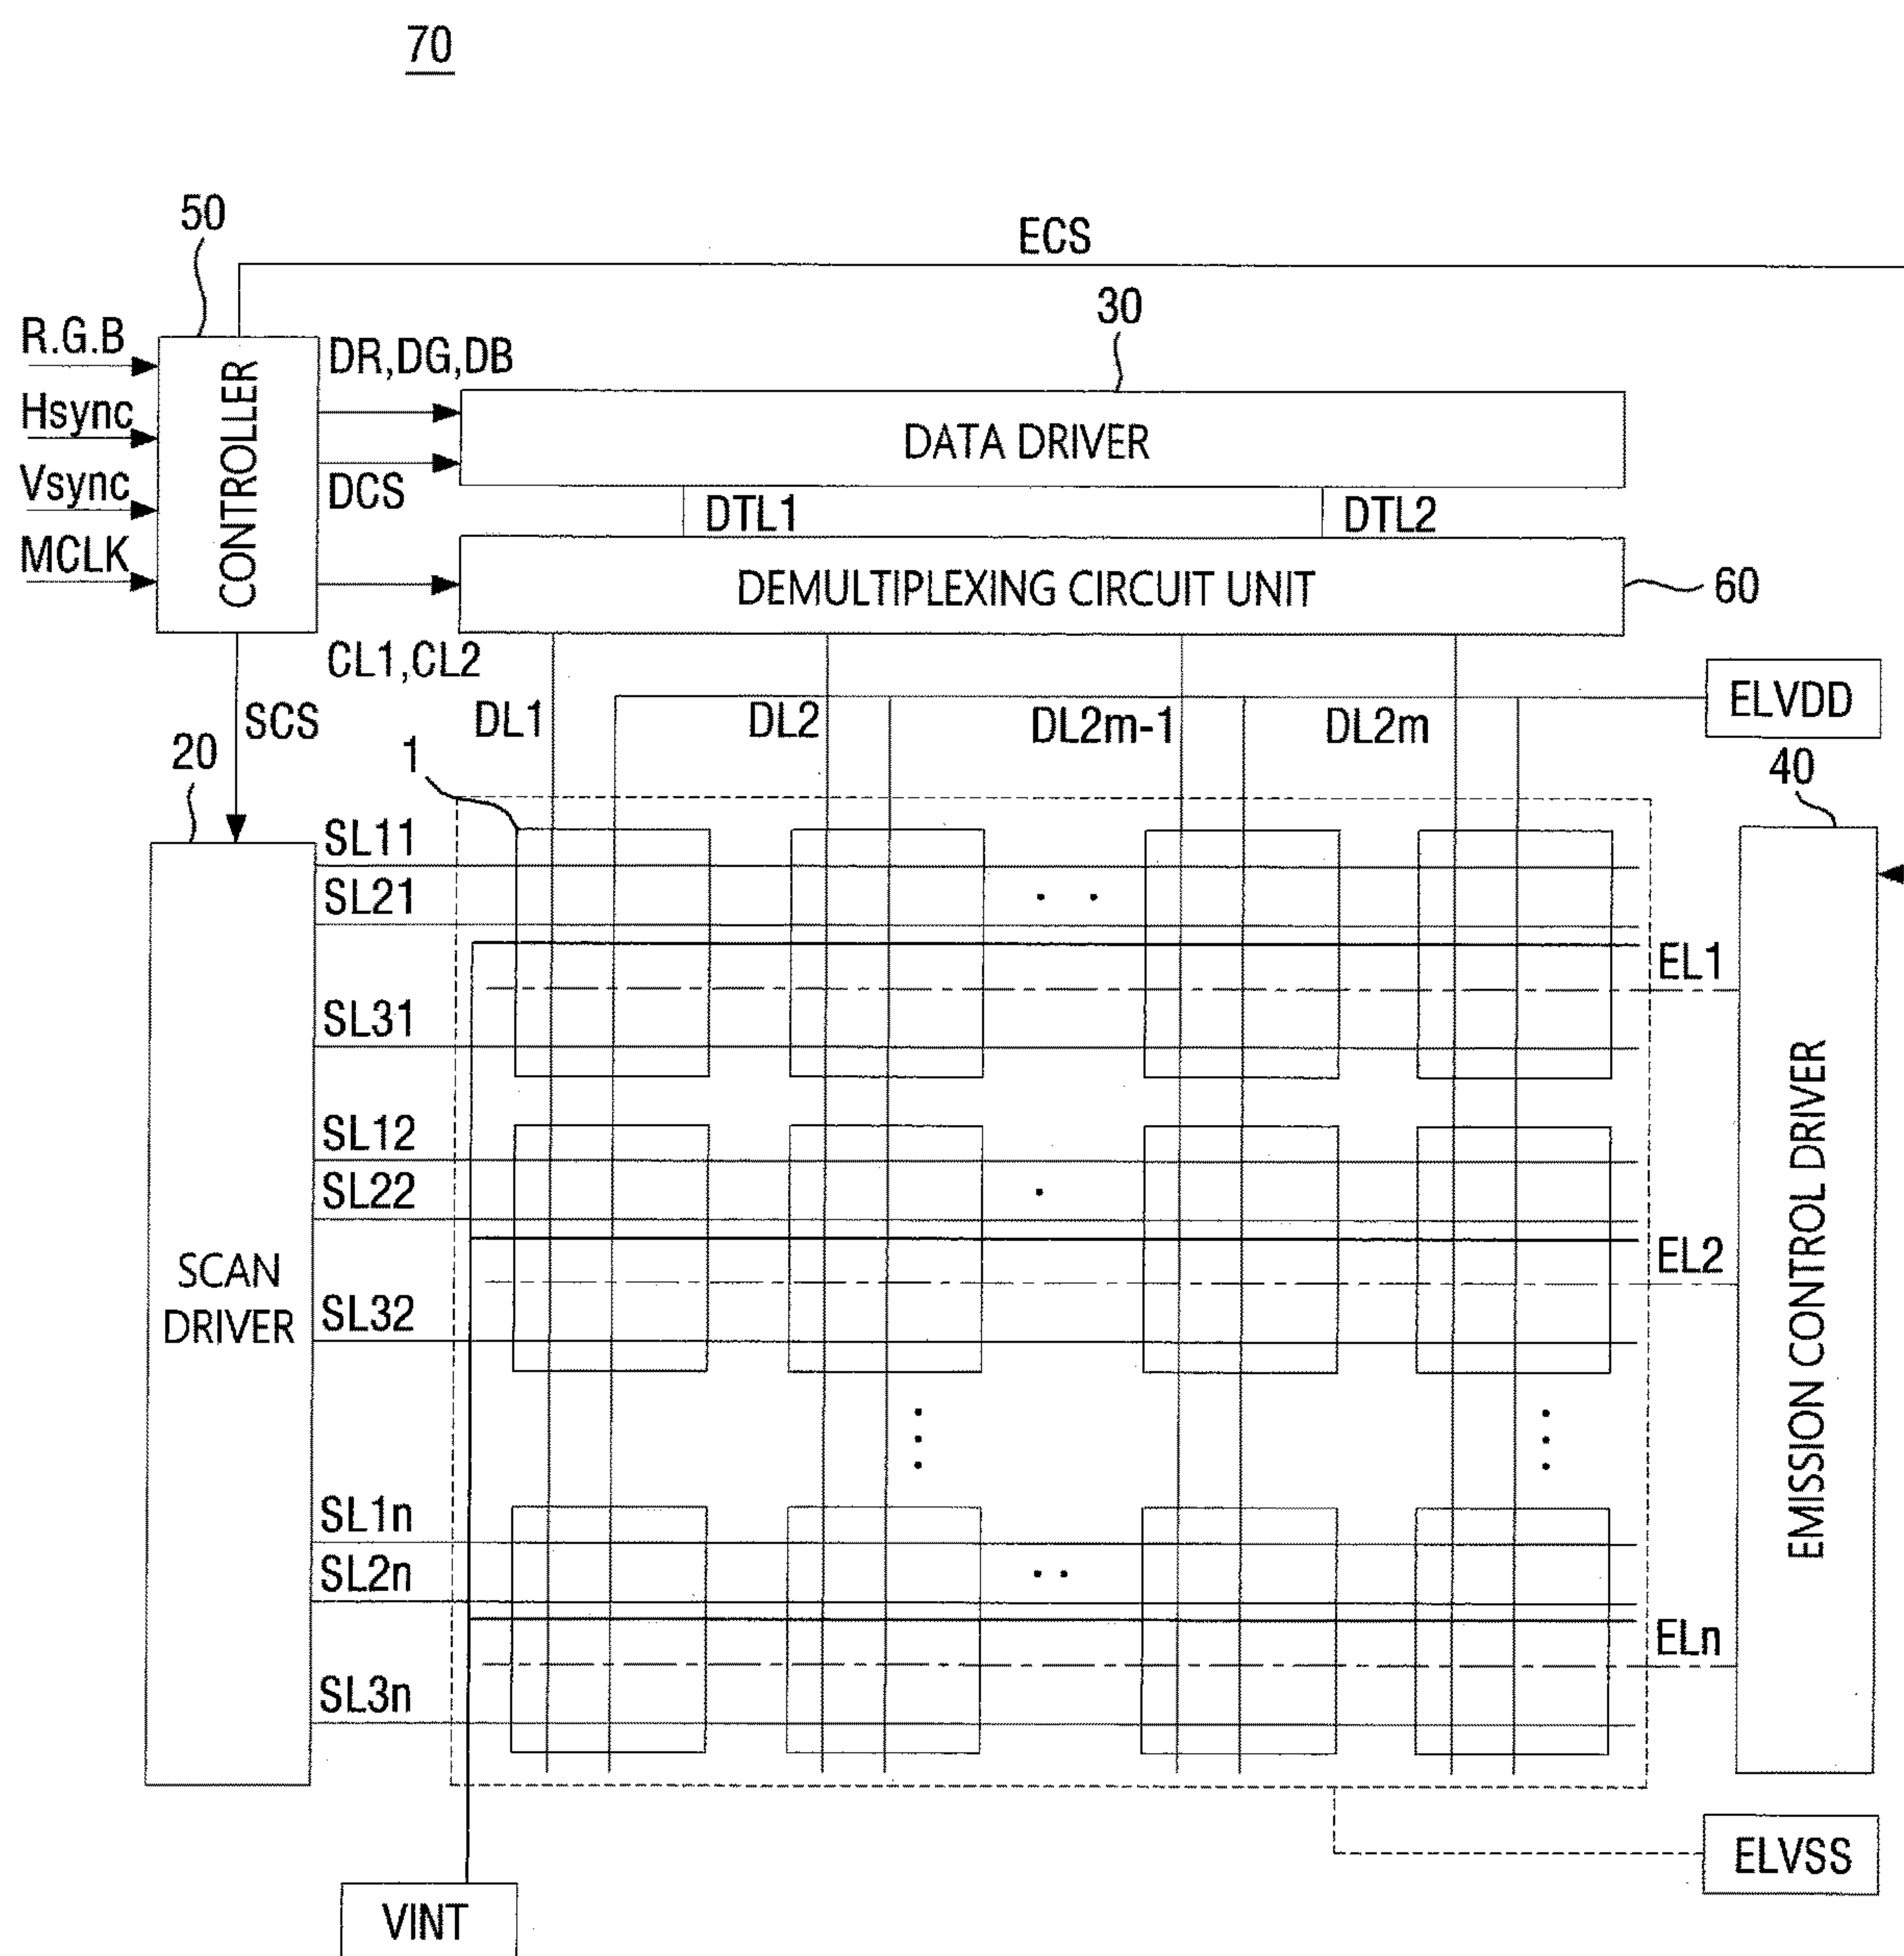 70
50
ECS
30
R.G.B
Hsync
Vsync
MCLK
CONTROLLER
DR,DG,DB
DCS
DATA DRIVER
DTL1
DTL2
DEMULTIPLEXING CIRCUIT UNIT
60
CL1,CL2
SCS
DL1
DL2
DL2m-1
DL2m
ELVDD
20
1
40
SL11
SL21
SL31
EL1
SL12
SL22
SL32
EL2
SCAN
DRIVER
EMISSION CONTROL DRIVER
SL1n
SL2n
SL3n
ELn
ELVSS
VINT